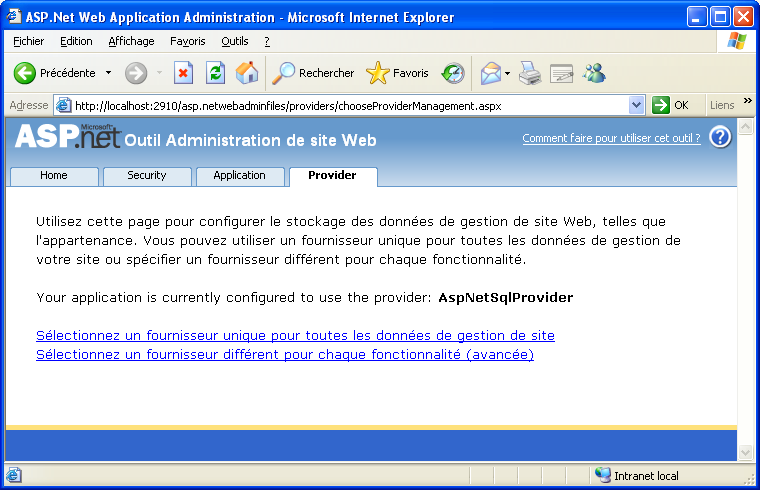 ASP.Net Web Application Administration - Microsoft Internet Explorer
Fichier Edition Affichage Favoris Outils ?
Précédente Rechercher Favoris
Adresse http://localhost:2910/asp.netwebadminfiles/providers/chooseProviderManagement.aspx OK Liens »
Microsoft
ASP.net Outil Administration de site Web Comment faire pour utiliser cet outil ? ?
Home Security Application Provider
Utilisez cette page pour configurer le stockage des données de gestion de site Web, telles que
l'appartenance. Vous pouvez utiliser un fournisseur unique pour toutes les données de gestion de
votre site ou spécifier un fournisseur différent pour chaque fonctionnalité.
Your application is currently configured to use the provider: AspNetSqlProvider
Sélectionnez un fournisseur unique pour toutes les données de gestion de site
Sélectionnez un fournisseur différent pour chaque fonctionnalité (avancée)
Intranet local